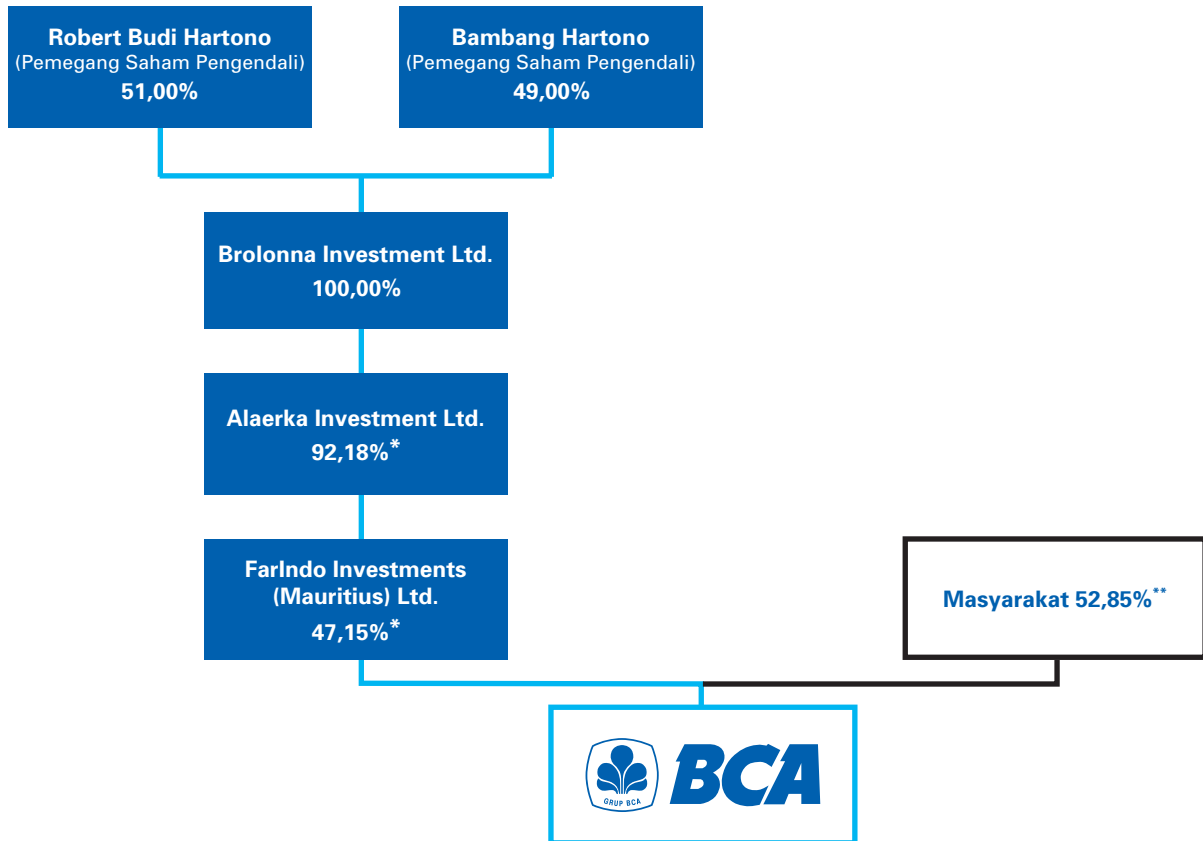 Robert Budi Hartono
(Pemegang Saham Pengendali)
51,00%
Bambang Hartono
(Pemegang Saham Pengendali)
49,00%
Brolonna Investment Ltd.
100,00%
Alaerka Investment Ltd.
92,18%*
FarIndo Investments
(Mauritius) Ltd.
47,15%*
Masyarakat 52,85%**
GRUP BCA
BCA